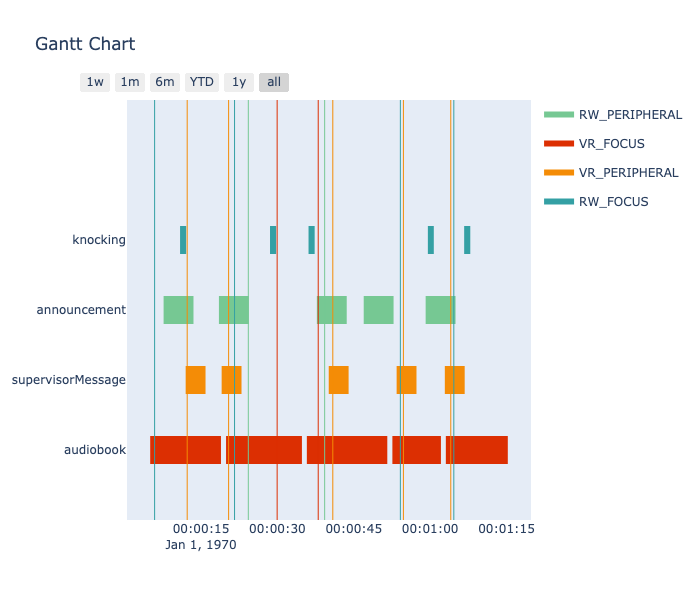 Gantt Chart
1w 1m 6m YTD 1y all
RW_PERIPHERAL
VR_FOCUS
VR_PERIPHERAL
RW_FOCUS
knocking
announcement
supervisorMessage
audiobook
00:00:15 00:00:30 00:00:45 00:01:00 00:01:15
Jan 1, 1970